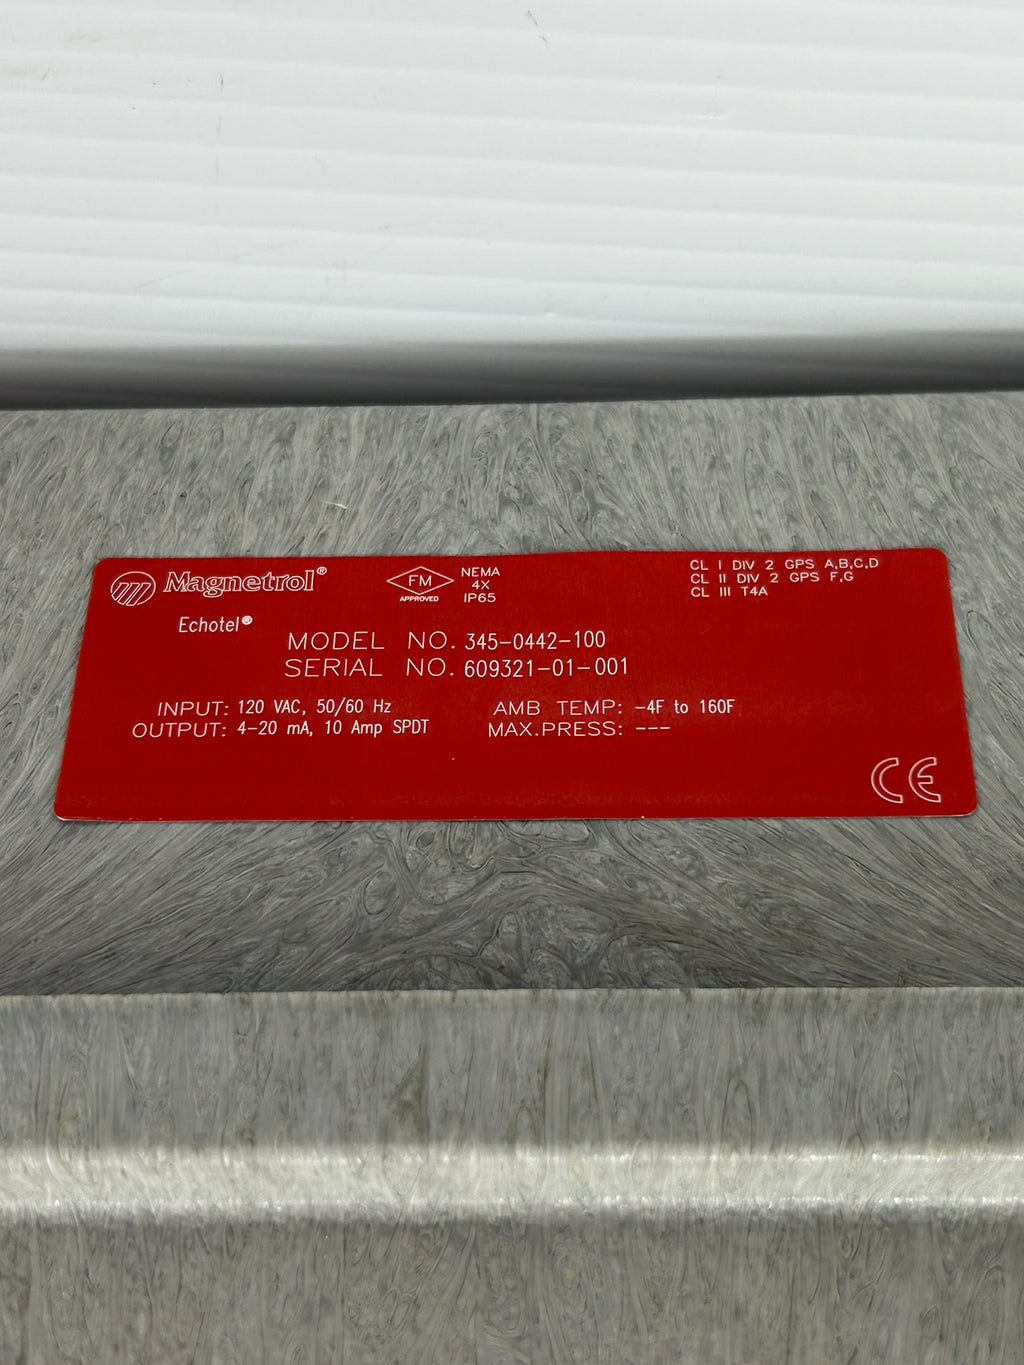 Magnetrol®
FM
APPROVED
NEMA
4X
IP65
CL I DIV 2 GPS A,B,C,D
CL II DIV 2 GPS F,G
CL III T4A
Echotel®
MODEL NO. 345-0442-100
SERIAL NO. 609321-01-001
INPUT: 120 VAC, 50/60 Hz
OUTPUT: 4-20 mA, 10 Amp SPDT
AMB TEMP: -4F to 160F
MAX.PRESS: ---
CE